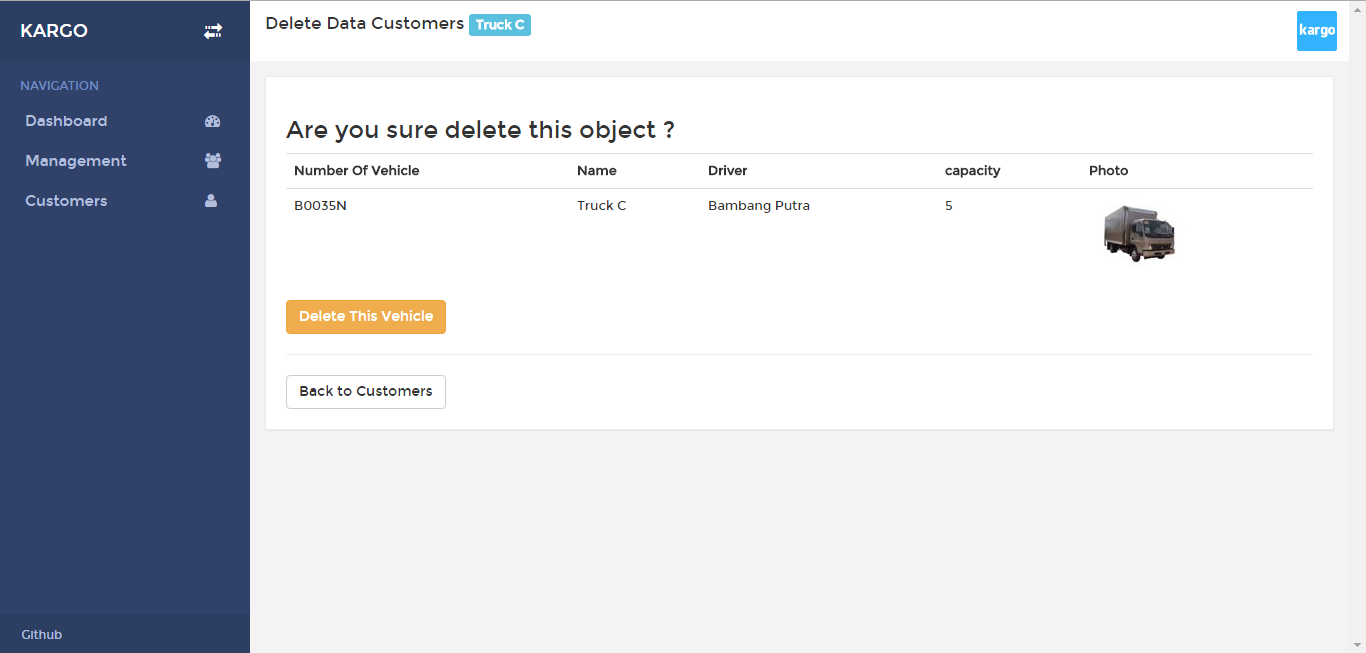 KARGO
NAVIGATION
Dashboard
Management
Customers
Github
Delete Data Customers Truck C
kargo
Are you sure delete this object ?
Number Of Vehicle Name Driver capacity Photo
B0035N Truck C Bambang Putra 5
Delete This Vehicle
Back to Customers